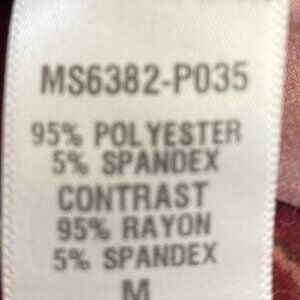 MS6382-P035
95% POLYESTER
5% SPANDEX
CONTRAST
95% RAYON
5% SPANDEX
M